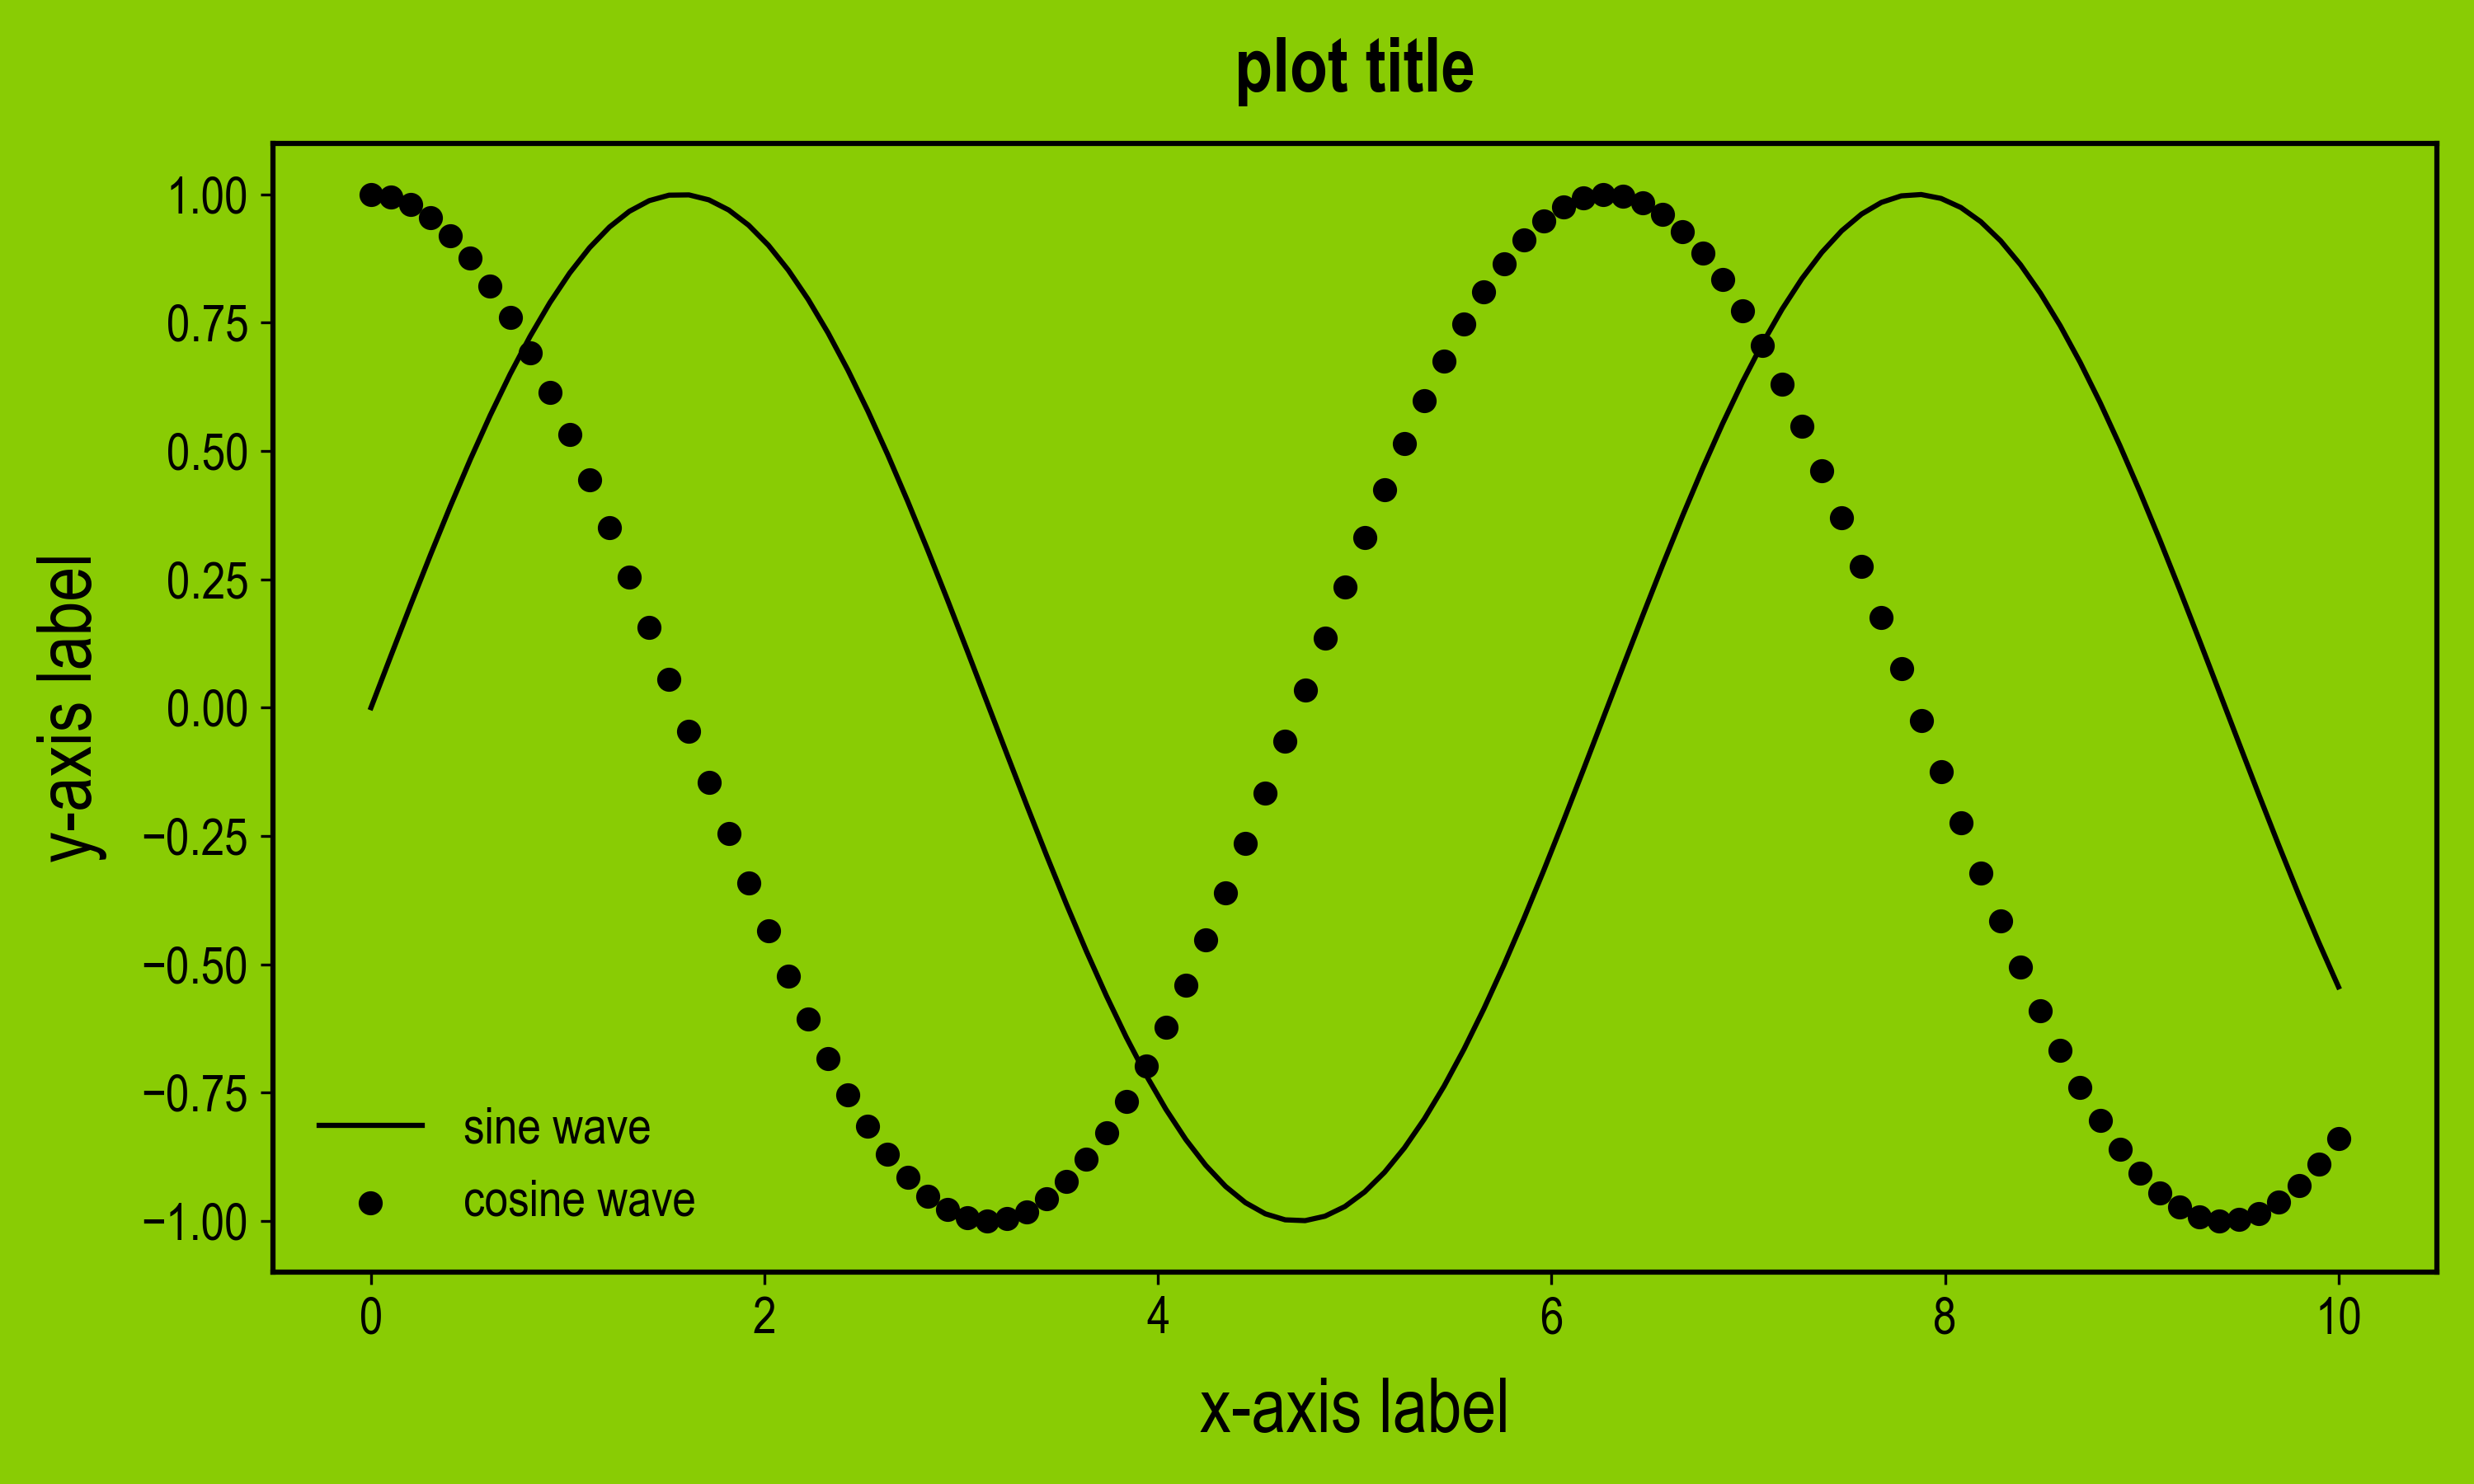 plot title
1.00
0.75
0.50
0.25
0.00
−0.25
−0.50
−0.75
−1.00
y-axis label
sine wave
cosine wave
0 2 4 6 8 10
x-axis label